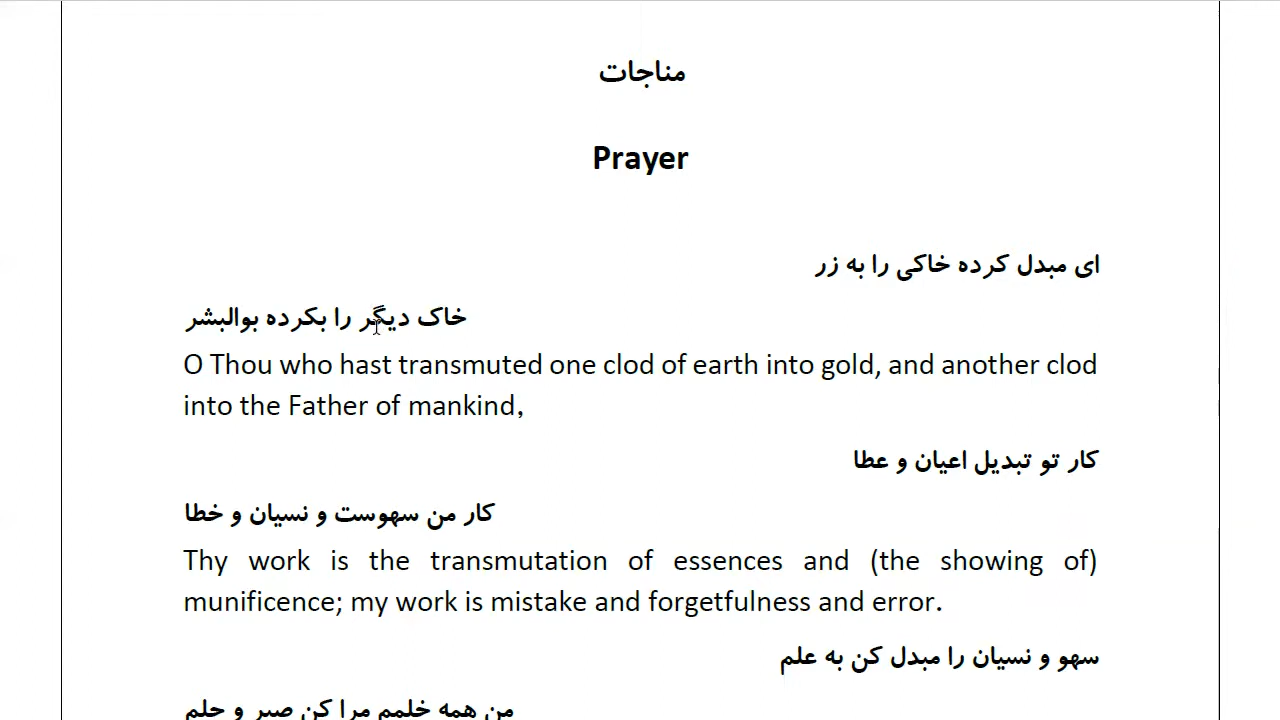 مناجات
Prayer
ای مبدل کرده خاکی را به زر
خاک دیگر را بکرده بوالبشر
O Thou who hast transmuted one clod of earth into gold, and another clod
into the Father of mankind,
کار تو تبدیل اعیان و عطا
کار من سهوست و نسیان و خطا
Thy work is the transmutation of essences and (the showing of)
munificence; my work is mistake and forgetfulness and error.
سهو و نسیان را مبدل کن به علم
من همه خلمم مرا کن صبر و حلم